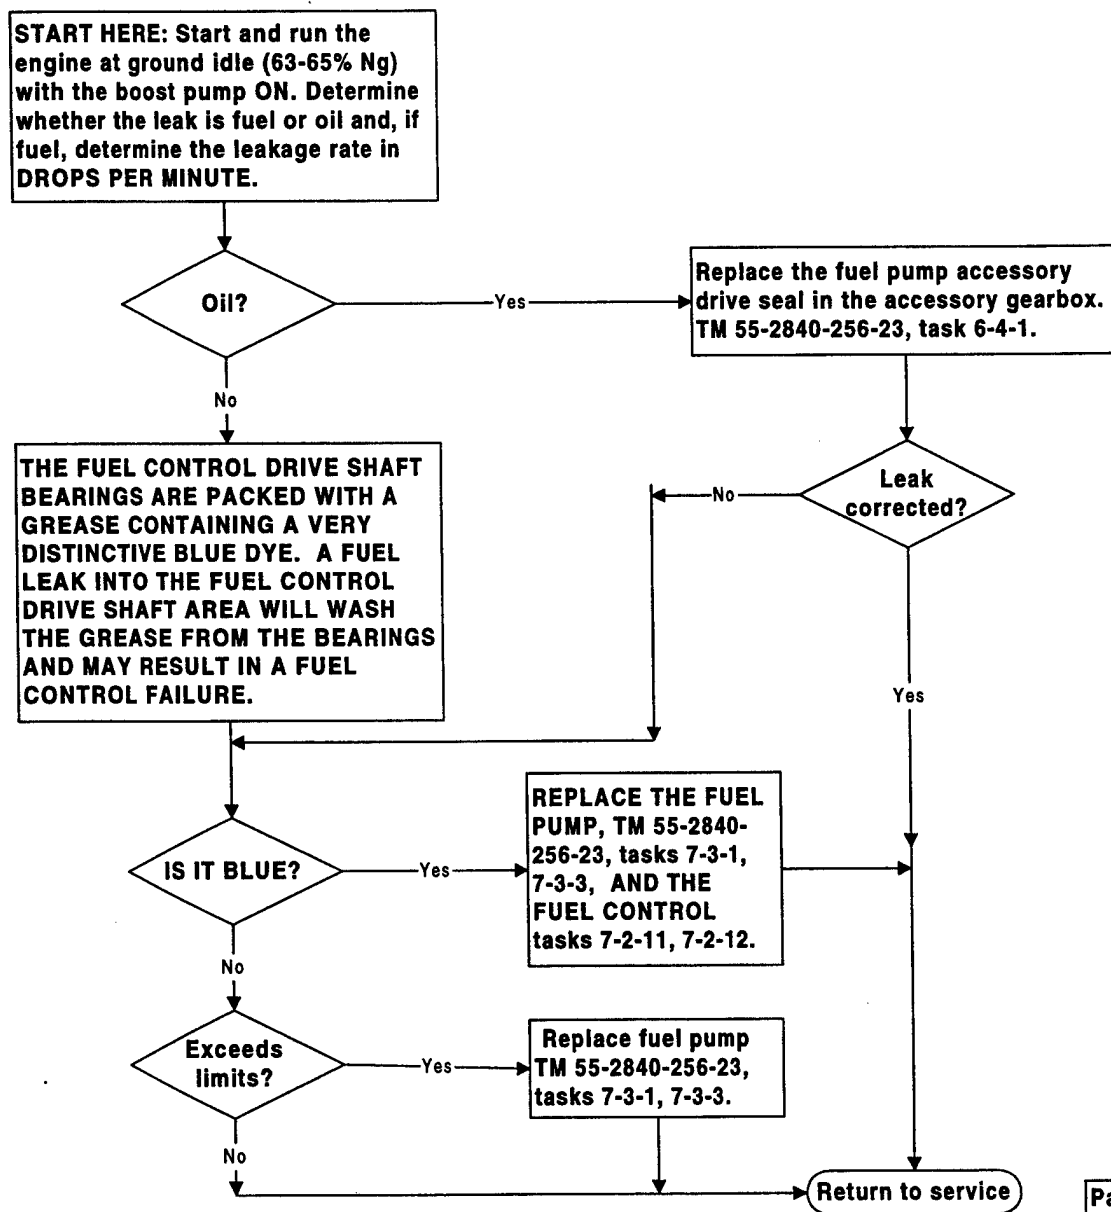 START HERE: Start and run the
engine at ground idle (63-65% Ng)
with the boost pump ON. Determine
whether the leak is fuel or oil and, if
fuel, determine the leakage rate in
DROPS PER MINUTE.
Oil?
Yes
Replace the fuel pump accessory
drive seal in the accessory gearbox.
TM 55-2840-256-23, task 6-4-1.
No
THE FUEL CONTROL DRIVE SHAFT
BEARINGS ARE PACKED WITH A
GREASE CONTAINING A VERY
DISTINCTIVE BLUE DYE. A FUEL
LEAK INTO THE FUEL CONTROL
DRIVE SHAFT AREA WILL WASH
THE GREASE FROM THE BEARINGS
AND MAY RESULT IN A FUEL
CONTROL FAILURE.
Leak
corrected?
No
Yes
IS IT BLUE?
Yes
REPLACE THE FUEL
PUMP, TM 55-2840-
256-23, tasks 7-3-1,
7-3-3, AND THE
FUEL CONTROL
tasks 7-2-11, 7-2-12.
No
Exceeds
limits?
Yes
Replace fuel pump
TM 55-2840-256-23,
tasks 7-3-1, 7-3-3.
No
Return to service
Pa